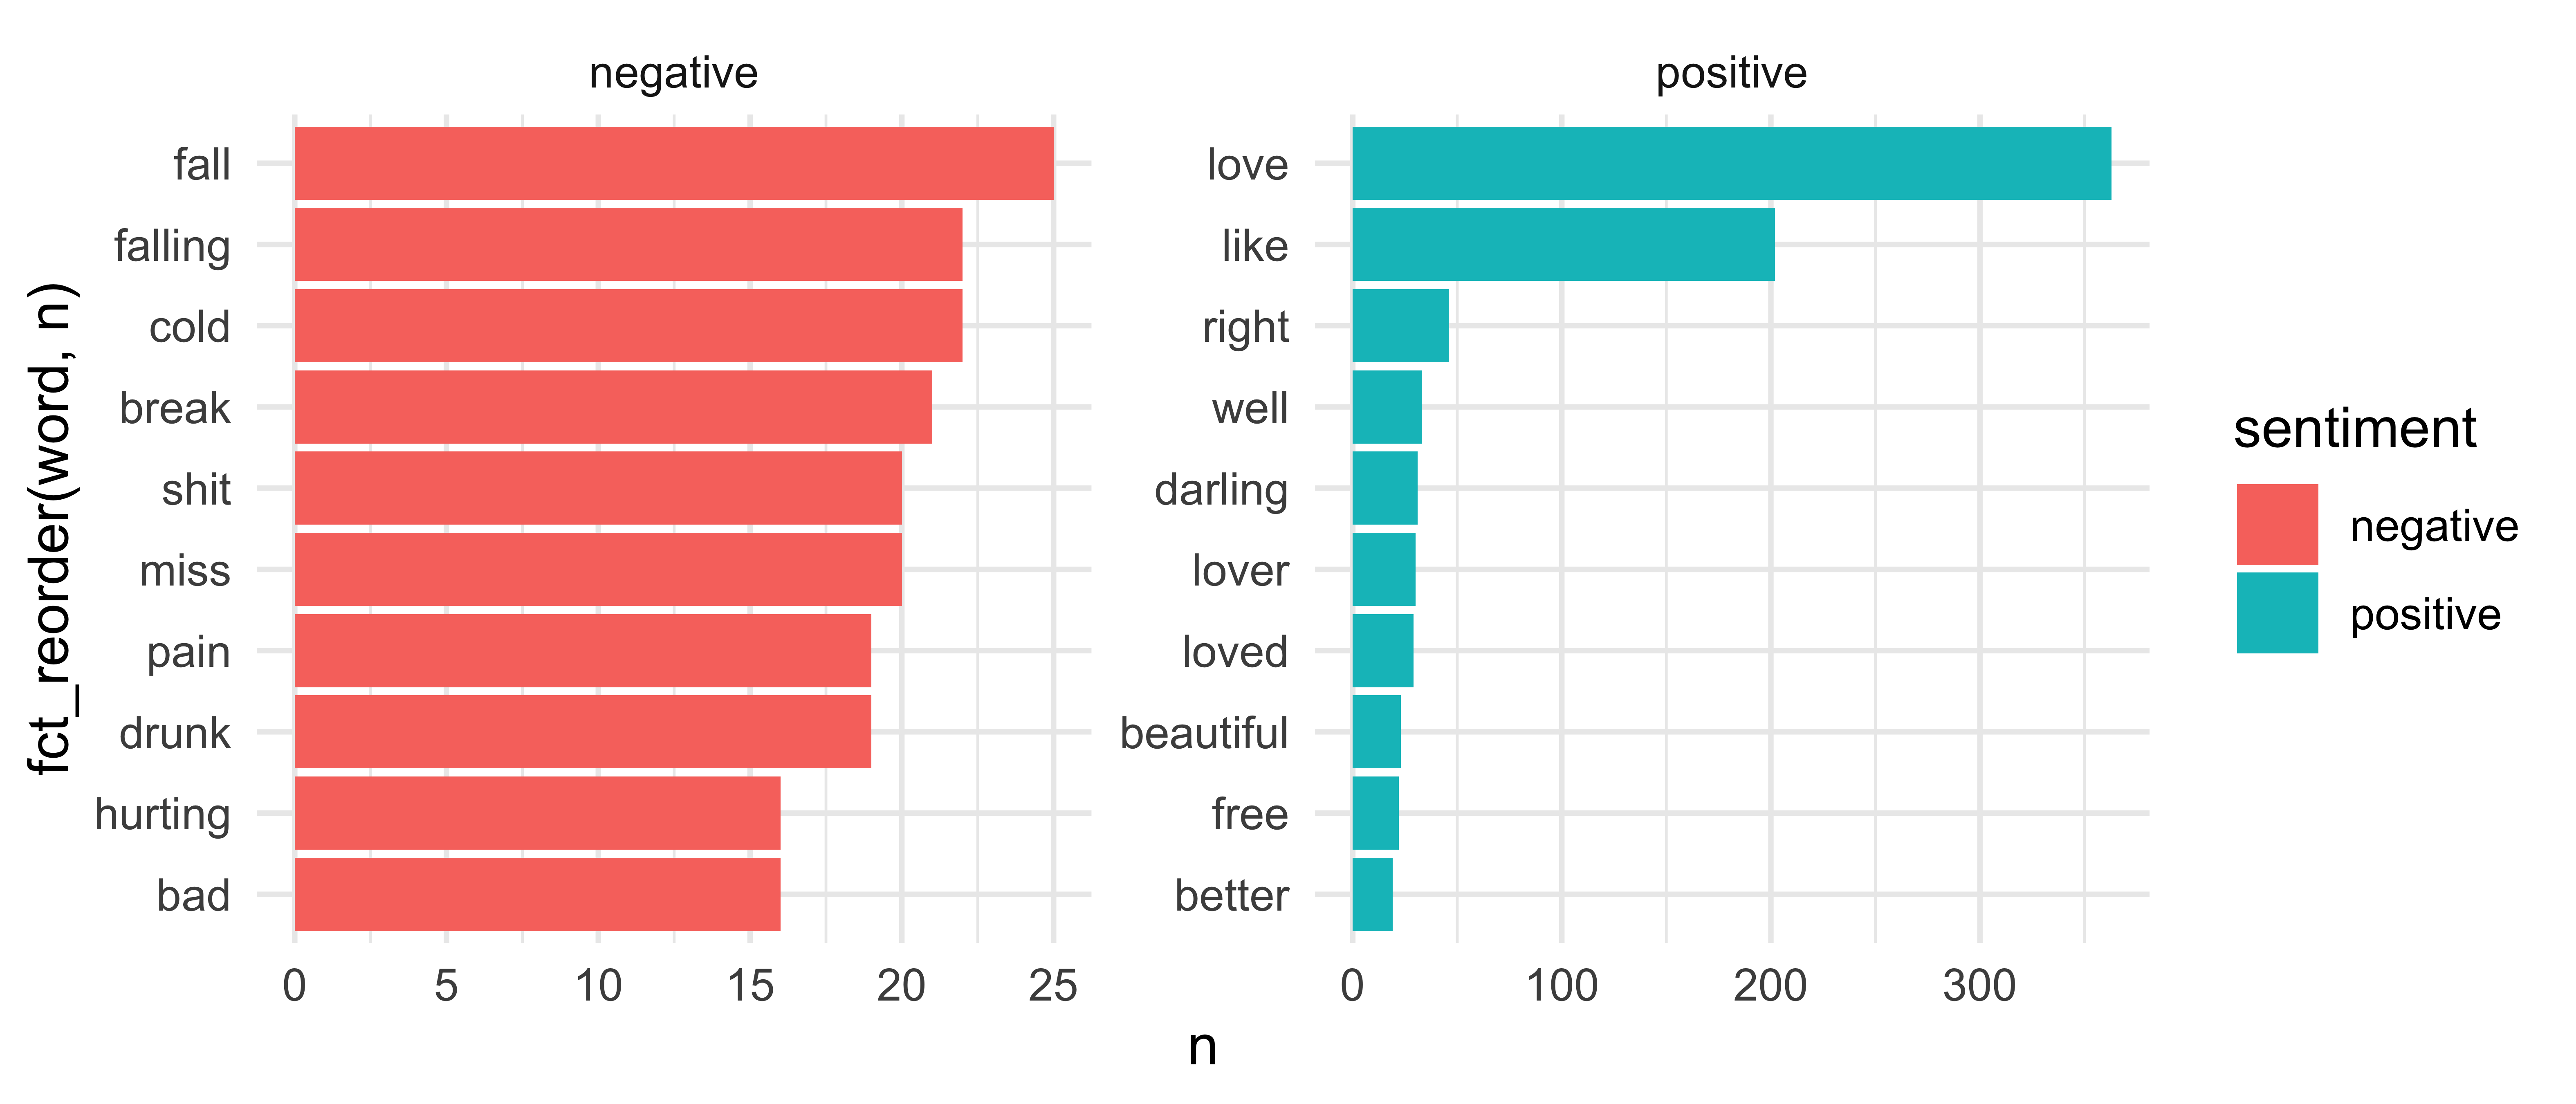 negative
positive
fct_reorder(word, n)
fall
falling
cold
break
shit
miss
pain
drunk
hurting
bad
0 5 10 15 20 25
love
like
right
well
darling
lover
loved
beautiful
free
better
0 100 200 300
n
sentiment
negative
positive